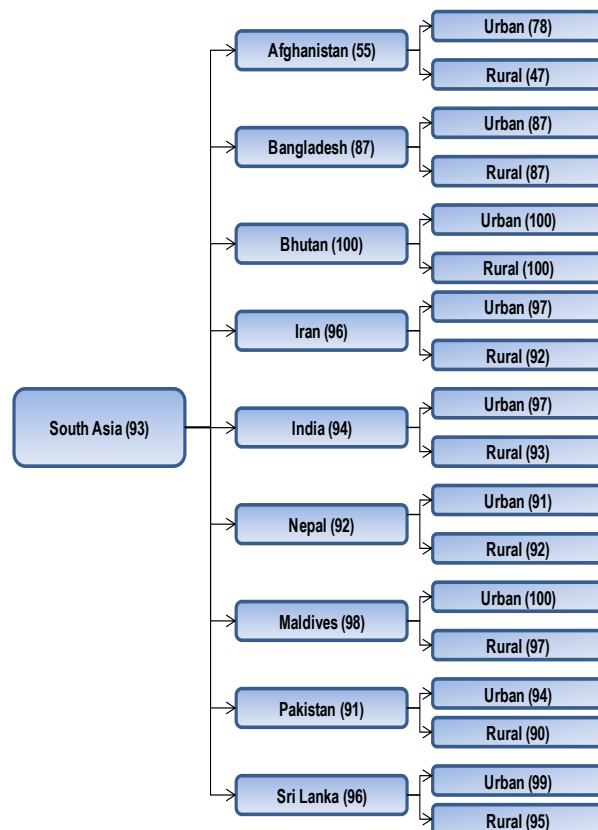 South Asia (93)
Afghanistan (55)
Urban (78)
Rural (47)
Bangladesh (87)
Urban (87)
Rural (87)
Bhutan (100)
Urban (100)
Rural (100)
Iran (96)
Urban (97)
Rural (92)
India (94)
Urban (97)
Rural (93)
Nepal (92)
Urban (91)
Rural (92)
Maldives (98)
Urban (100)
Rural (97)
Pakistan (91)
Urban (94)
Rural (90)
Sri Lanka (96)
Urban (99)
Rural (95)